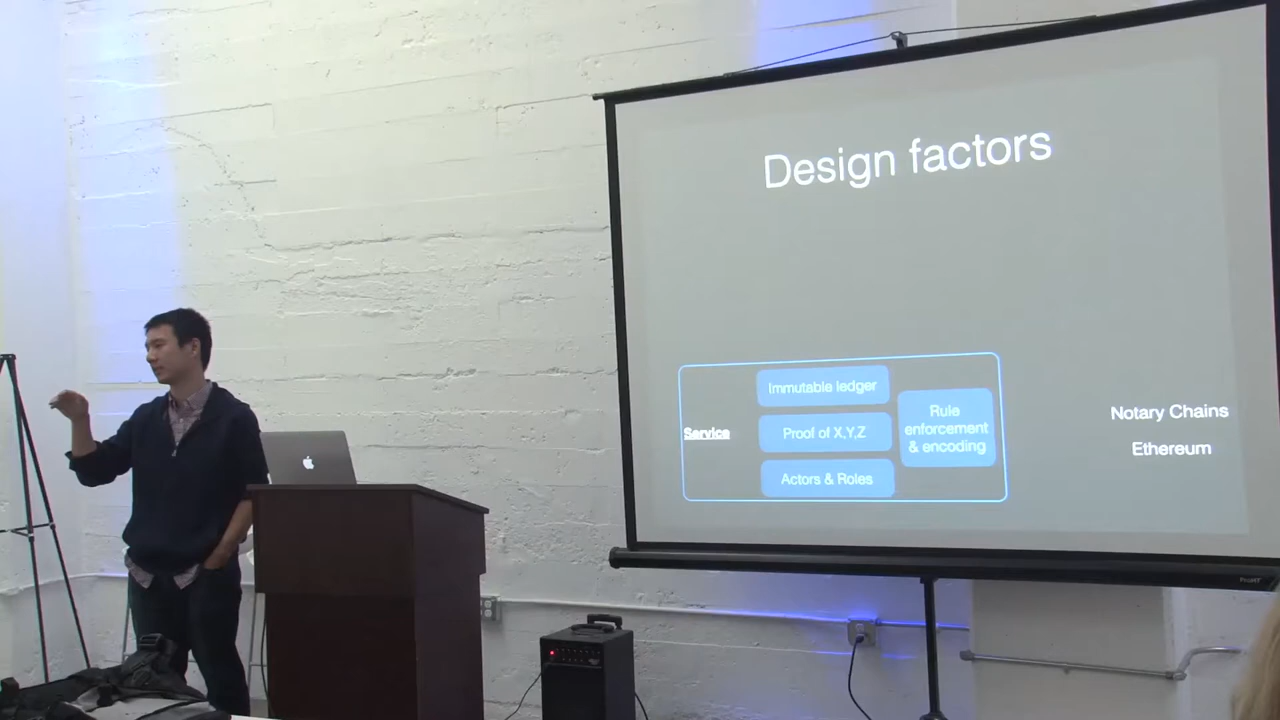 Design factors
Immutable ledger
Service
Proof of X,Y,Z
Actors & Roles
Rule
enforcement
& encoding
Notary Chains
Ethereum